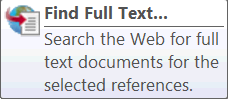 Find Full Text...
Search the Web for full
text documents for the
selected references.